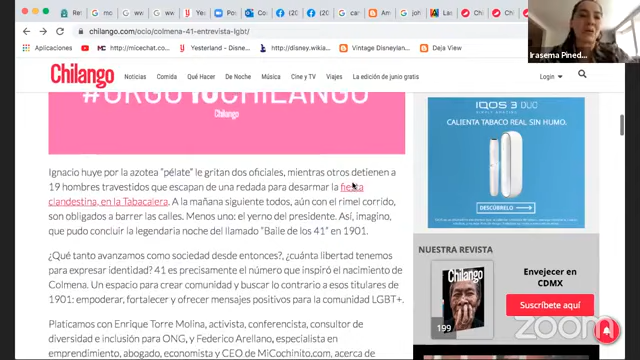 chilango.com/ocio/colmena-41-entrevista-lgbt/
Aplicaciones
http://micechat.c...
Yesterland - Disn...
http://disney.wikia...
Vintage Disneylan...
Deja View
Irasema Pined...
Chilango
Noticias Comida Qué Hacer De Noche Música Cine y TV Viajes La edición de junio gratis
Login
#ORGULLOCHILANGO
Chilango
Ignacio huye por la azotea "pélate" le gritan dos oficiales, mientras otros detienen a
19 hombres travestidos que escapan de una redada para desarmar la fiesta
clandestina, en la Tabacalera. A la mañana siguiente todos, aún con el rimel corrido,
son obligados a barrer las calles. Menos uno: el yerno del presidente. Así, imagino,
que pudo concluir la legendaria noche del llamado "Baile de los 41" en 1901.
¿Qué tanto avanzamos como sociedad desde entonces?, ¿cuánta libertad tenemos
para expresar identidad? 41 es precisamente el número que inspiró el nacimiento de
Colmena. Un espacio para crear comunidad y buscar lo contrario a esos titulares de
1901: empoderar, fortalecer y ofrecer mensajes positivos para la comunidad LGBT+.
Platicamos con Enrique Torre Molina, activista, conferencista, consultor de
diversidad e inclusión para ONG, y Federico Arellano, especialista en
emprendimiento, abogado, economista y CEO de MiCochinito.com, acerca de
IQOS 3 DUO
CALIENTA TABACO REAL SIN HUMO.
DESCÚBRELO
NUESTRA REVISTA
Chilango
199
Envejecer en
CDMX
Suscríbete aquí
zoom